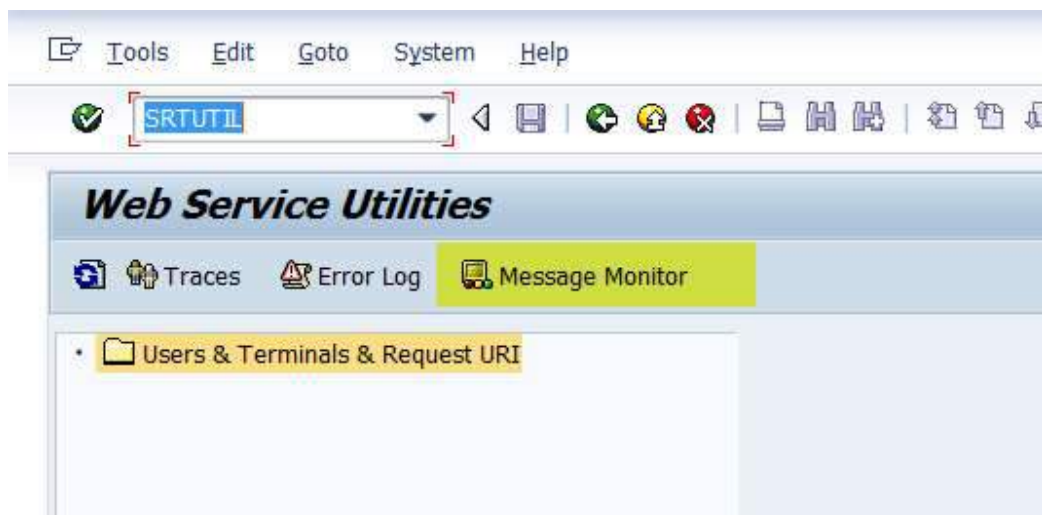 Tools Edit Goto System Help
SRTUTIL
Web Service Utilities
Traces Error Log Message Monitor
Users & Terminals & Request URI